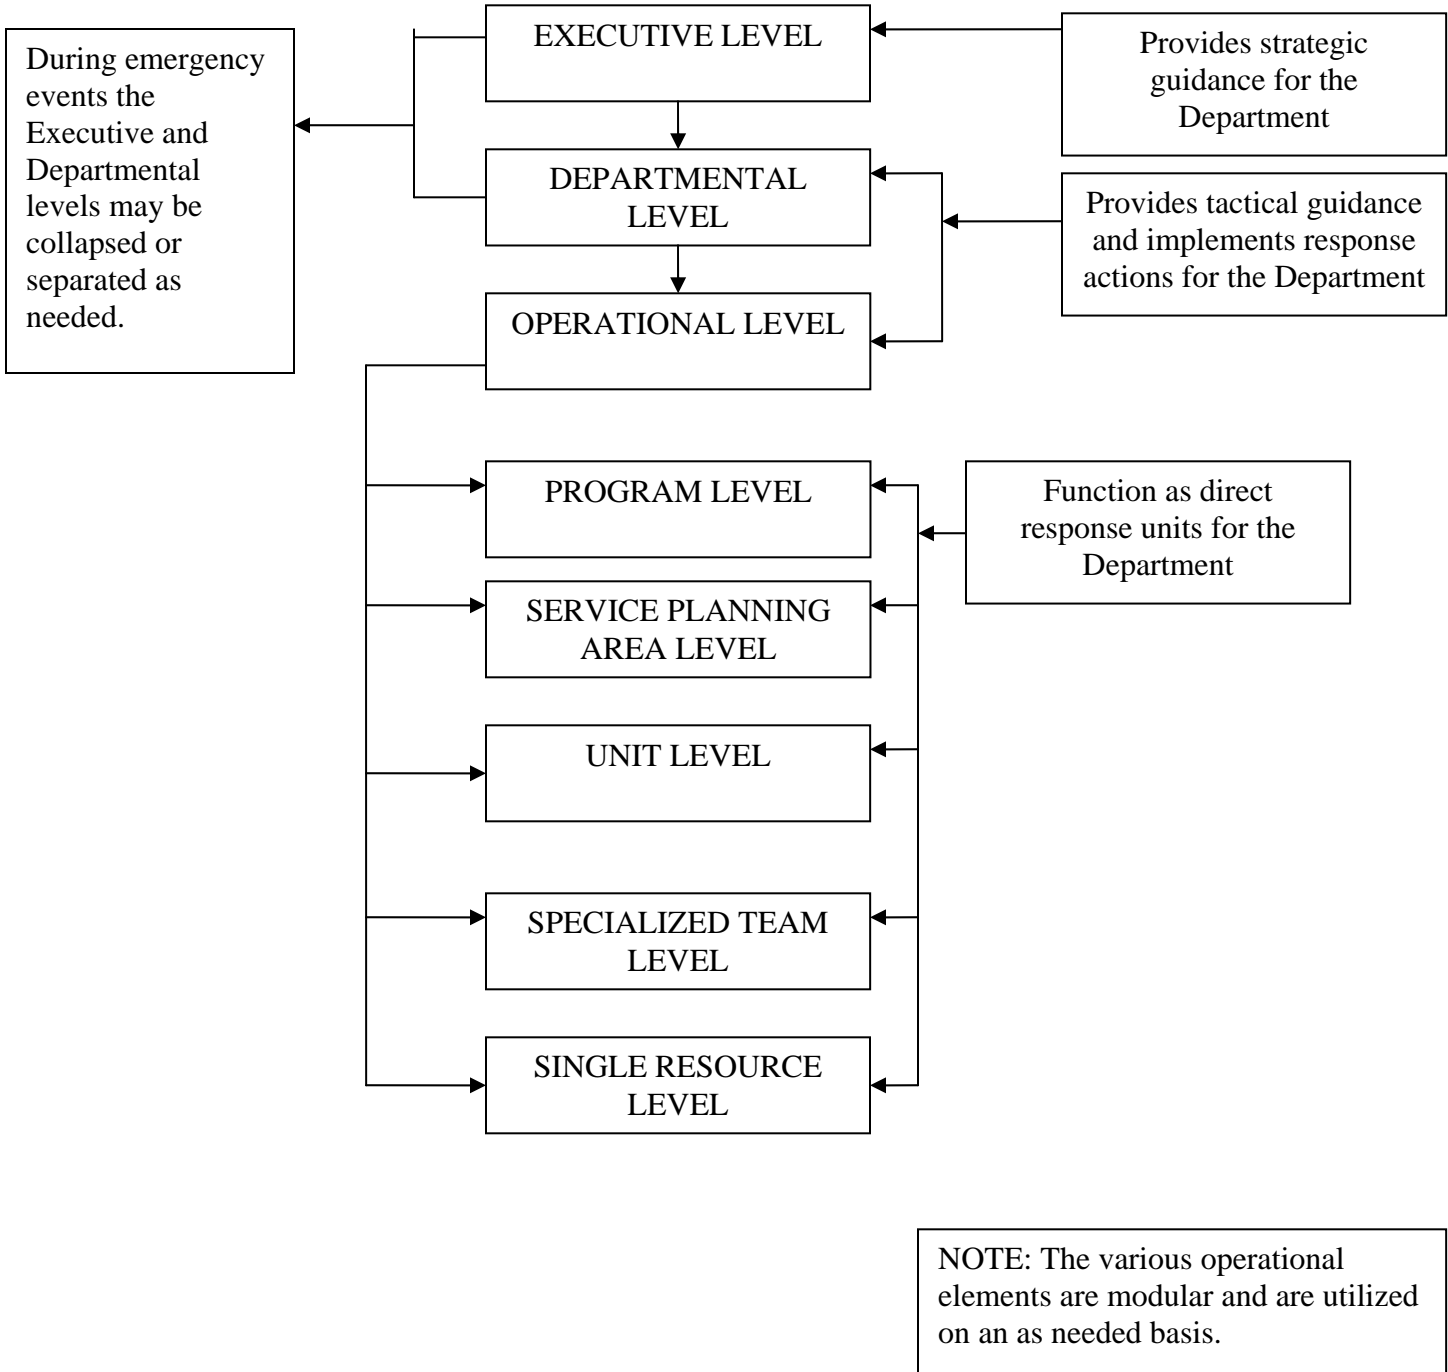 EXECUTIVE LEVEL
Provides strategic
guidance for the
Department
During emergency
events the
Executive and
Departmental
levels may be
collapsed or
separated as
needed.
DEPARTMENTAL
LEVEL
Provides tactical guidance
and implements response
actions for the Department
OPERATIONAL LEVEL
PROGRAM LEVEL
Function as direct
response units for the
Department
SERVICE PLANNING
AREA LEVEL
UNIT LEVEL
SPECIALIZED TEAM
LEVEL
SINGLE RESOURCE
LEVEL
NOTE: The various operational
elements are modular and are utilized
on an as needed basis.